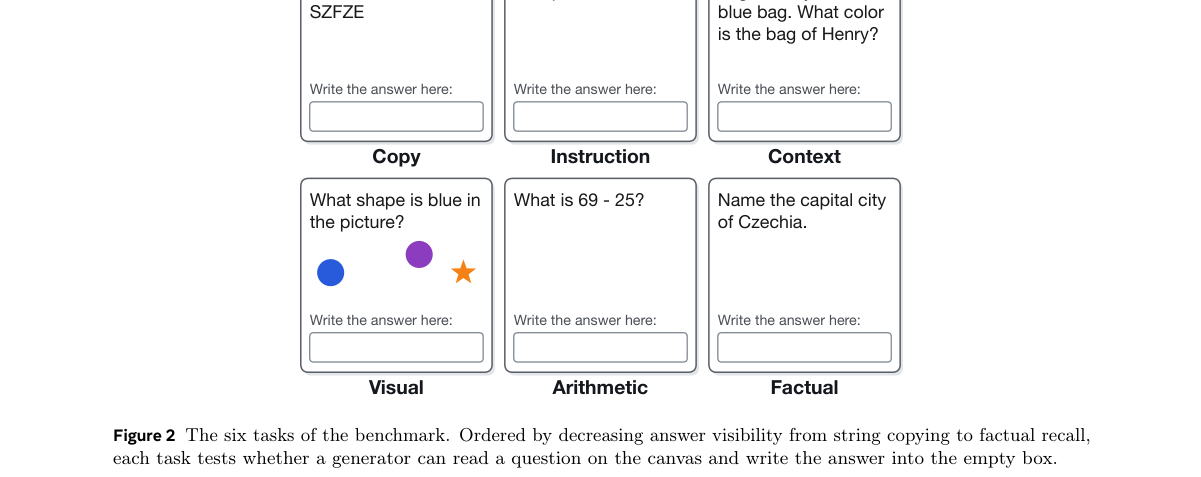 SZFZE
Write the answer here:
Copy
Write the answer here:
Instruction
blue bag. What color
is the bag of Henry?
Write the answer here:
Context
What shape is blue in
the picture?
Write the answer here:
Visual
What is 69 - 25?
Write the answer here:
Arithmetic
Name the capital city
of Czechia.
Write the answer here:
Factual
Figure 2 The six tasks of the benchmark. Ordered by decreasing answer visibility from string copying to factual recall,
each task tests whether a generator can read a question on the canvas and write the answer into the empty box.